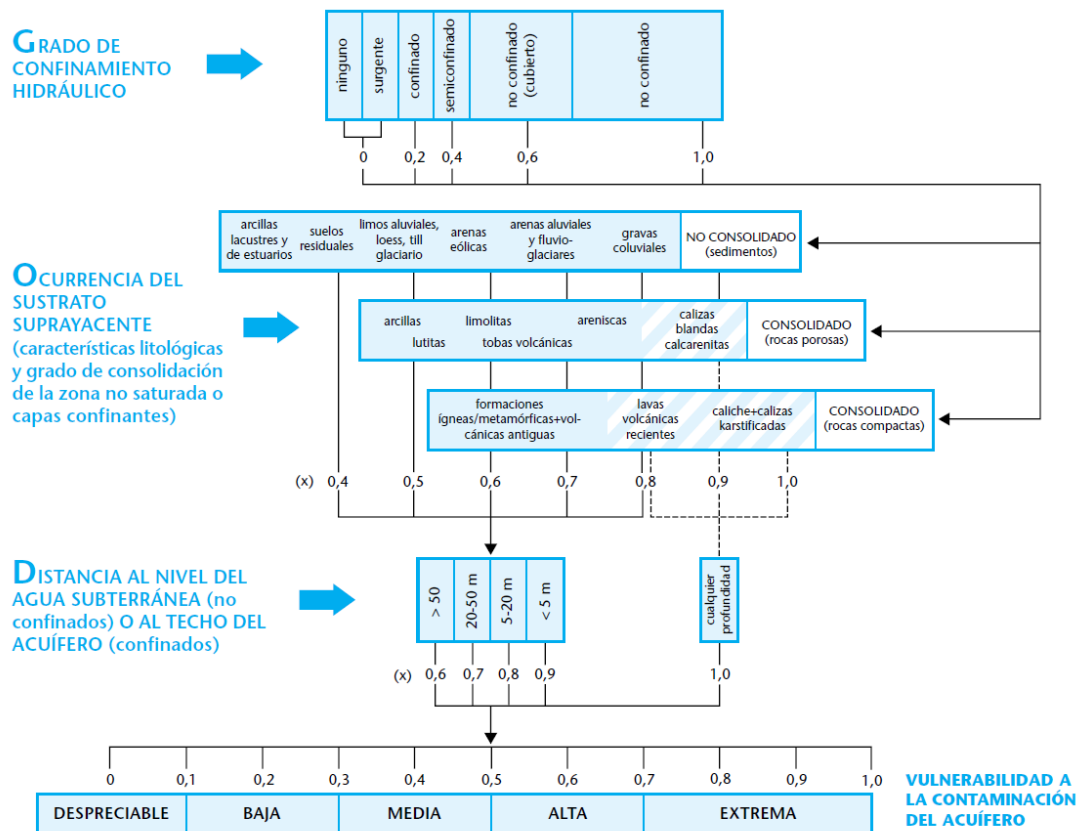 GRADO DE
CONFINAMIENTO
HIDRÁULICO
ninguno
surgente
confinado
semiconfinado
no confinado
(cubierto)
no confinado
0
0,2
0,4
0,6
1,0
OCURRENCIA DEL
SUSTRATO
SUPRAYACENTE
(características litológicas
y grado de consolidación
de la zona no saturada o
capas confinantes)
arcillas
lacustres y
de estuarios
suelos
residuales
limos aluviales,
loess, till
glaciario
arenas
eólicas
arenas aluviales
y fluvio-
glaciares
gravas
coluviales
NO CONSOLIDADO
(sedimentos)
arcillas
lutitas
limolitas
tobas volcánicas
areniscas
calizas
blandas
calcarenitas
CONSOLIDADO
(rocas porosas)
formaciones
ígneas/metamórficas+vol-
cánicas antiguas
lavas
volcánicas
recientes
caliche+calizas
karstificadas
CONSOLIDADO
(rocas compactas)
(x) 0,4 0,5 0,6 0,7 0,8 0,9 1,0
DISTANCIA AL NIVEL DEL
AGUA SUBTERRÁNEA (no
confinados) O AL TECHO DEL
ACUÍFERO (confinados)
> 50
20-50 m
5-20 m
< 5 m
cualquier
profundidad
(x) 0,6 0,7 0,8 0,9 1,0
0 0,1 0,2 0,3 0,4 0,5 0,6 0,7 0,8 0,9 1,0
DESPRECIABLE BAJA MEDIA ALTA EXTREMA
VULNERABILIDAD A
LA CONTAMINACIÓN
DEL ACUÍFERO